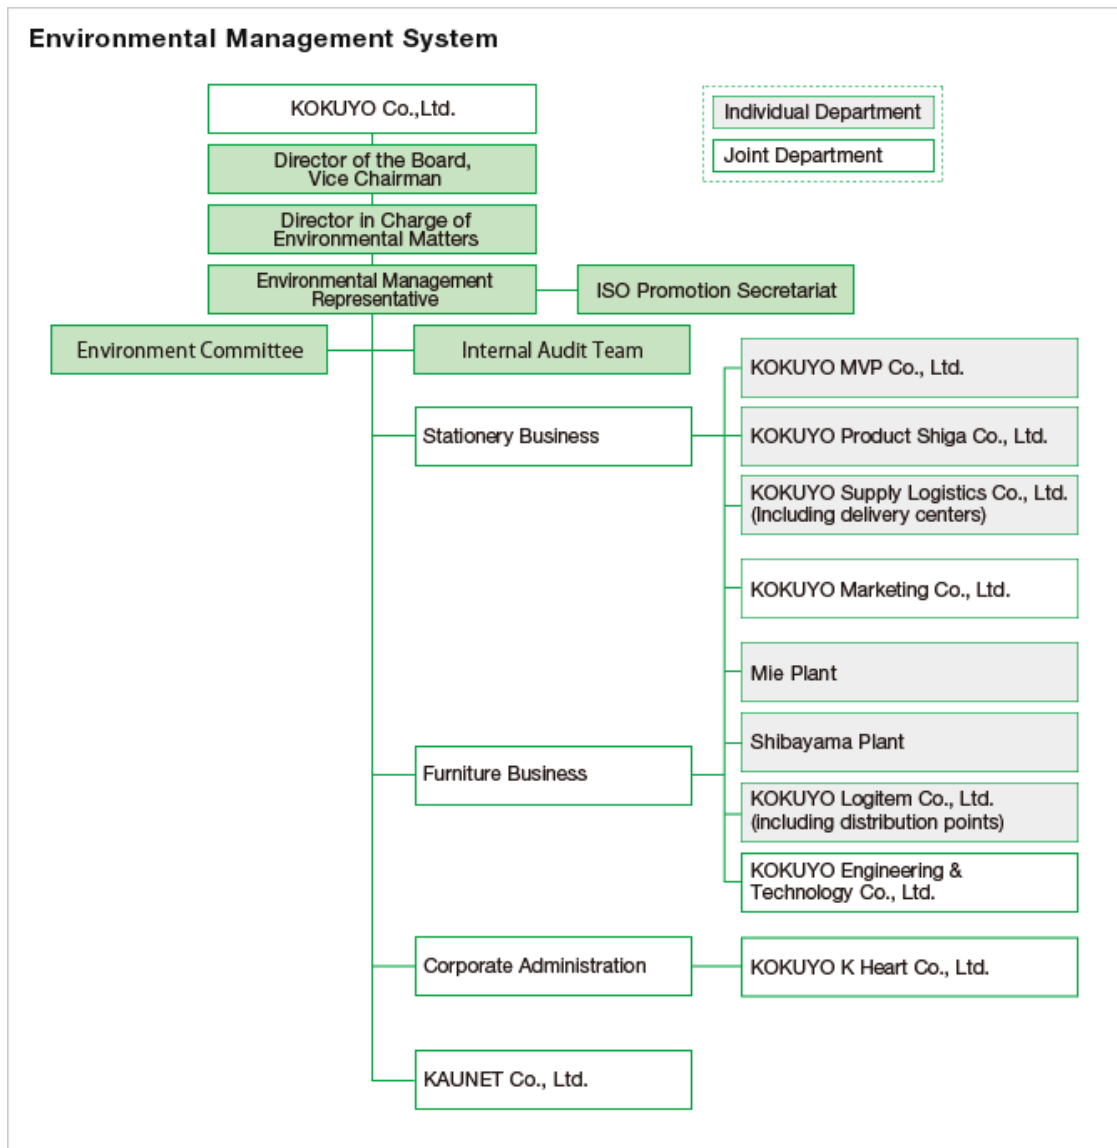 Environmental Management System
KOKUYO Co.,Ltd.
Individual Department
Joint Department
Director of the Board,
Vice Chairman
Director in Charge of
Environmental Matters
Environmental Management
Representative
ISO Promotion Secretariat
Environment Committee
Internal Audit Team
KOKUYO MVP Co., Ltd.
Stationery Business
KOKUYO Product Shiga Co., Ltd.
KOKUYO Supply Logistics Co., Ltd.
(Including delivery centers)
KOKUYO Marketing Co., Ltd.
Mie Plant
Shibayama Plant
Furniture Business
KOKUYO Logitem Co., Ltd.
(including distribution points)
KOKUYO Engineering &
Technology Co., Ltd.
Corporate Administration
KOKUYO K Heart Co., Ltd.
KAUNET Co., Ltd.